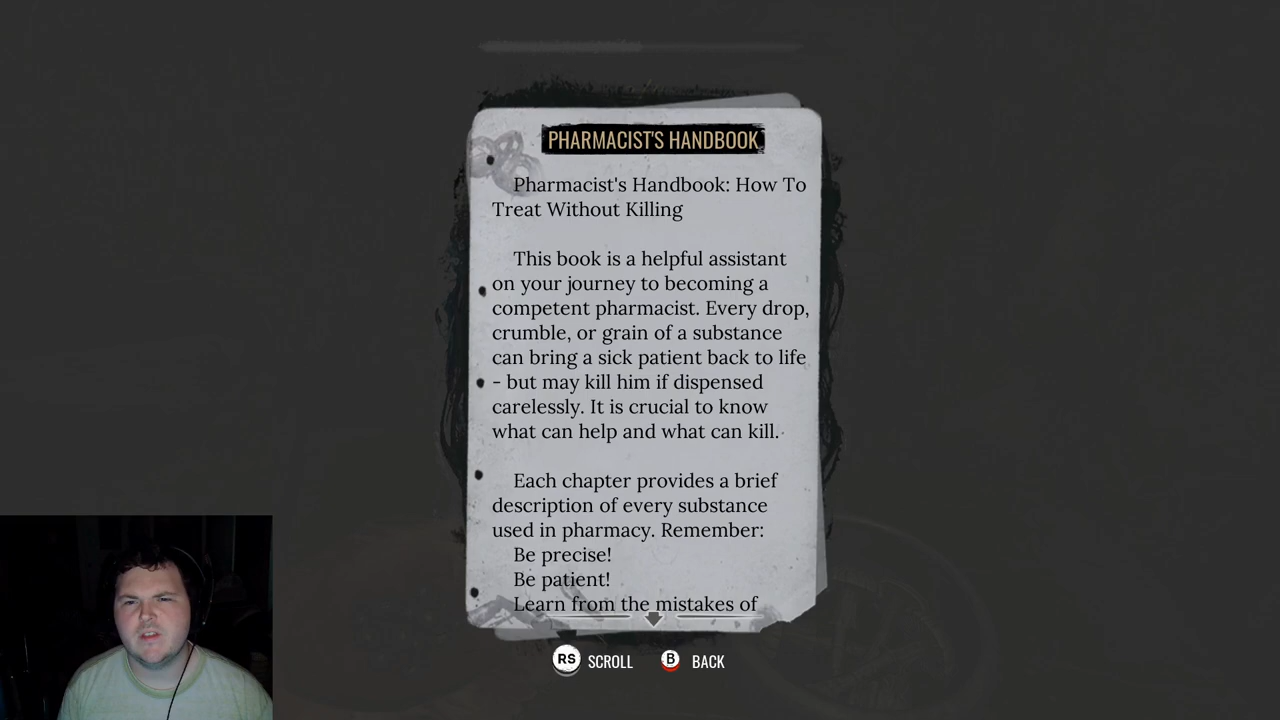 PHARMACIST'S HANDBOOK
Pharmacist's Handbook: How To
Treat Without Killing
This book is a helpful assistant
on your journey to becoming a
competent pharmacist. Every drop,
crumble, or grain of a substance
can bring a sick patient back to life
- but may kill him if dispensed
carelessly. It is crucial to know
what can help and what can kill.
Each chapter provides a brief
description of every substance
used in pharmacy. Remember:
Be precise!
Be patient!
Learn from the mistakes of
RS SCROLL B BACK